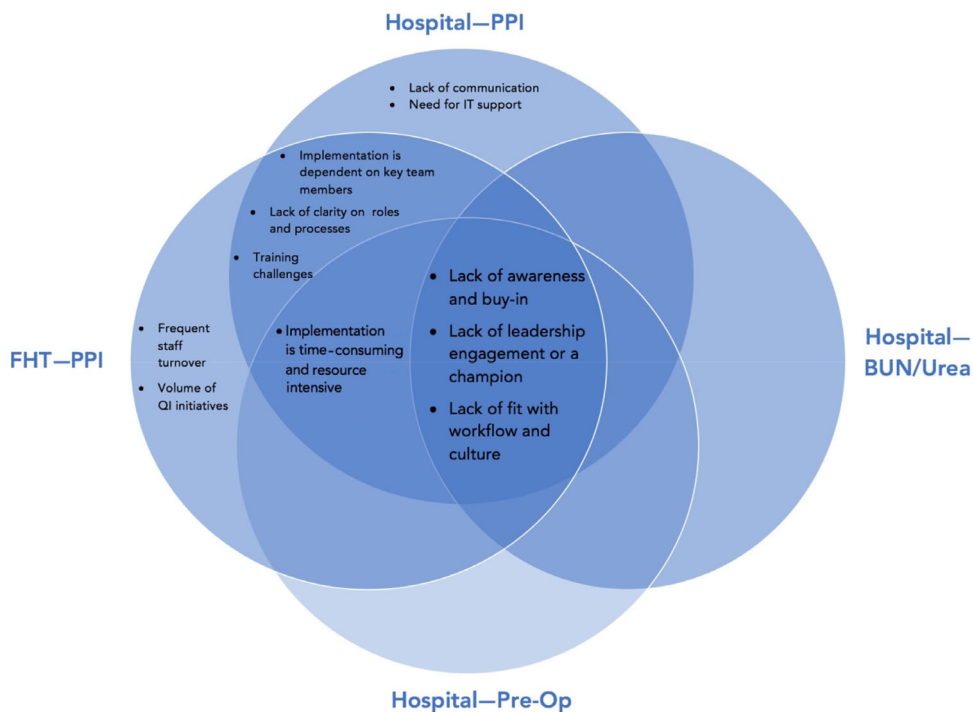 Hospital—PPI
• Lack of communication
• Need for IT support
• Implementation is
dependent on key team
members
• Lack of clarity on roles
and processes
• Training
challenges
• Lack of awareness
and buy-in
• Lack of leadership
engagement or a
champion
• Lack of fit with
workflow and
culture
• Implementation
is time-consuming
and resource
intensive
• Frequent
staff
turnover
• Volume of
QI initiatives
FHT—PPI
Hospital—
BUN/Urea
Hospital—Pre-Op